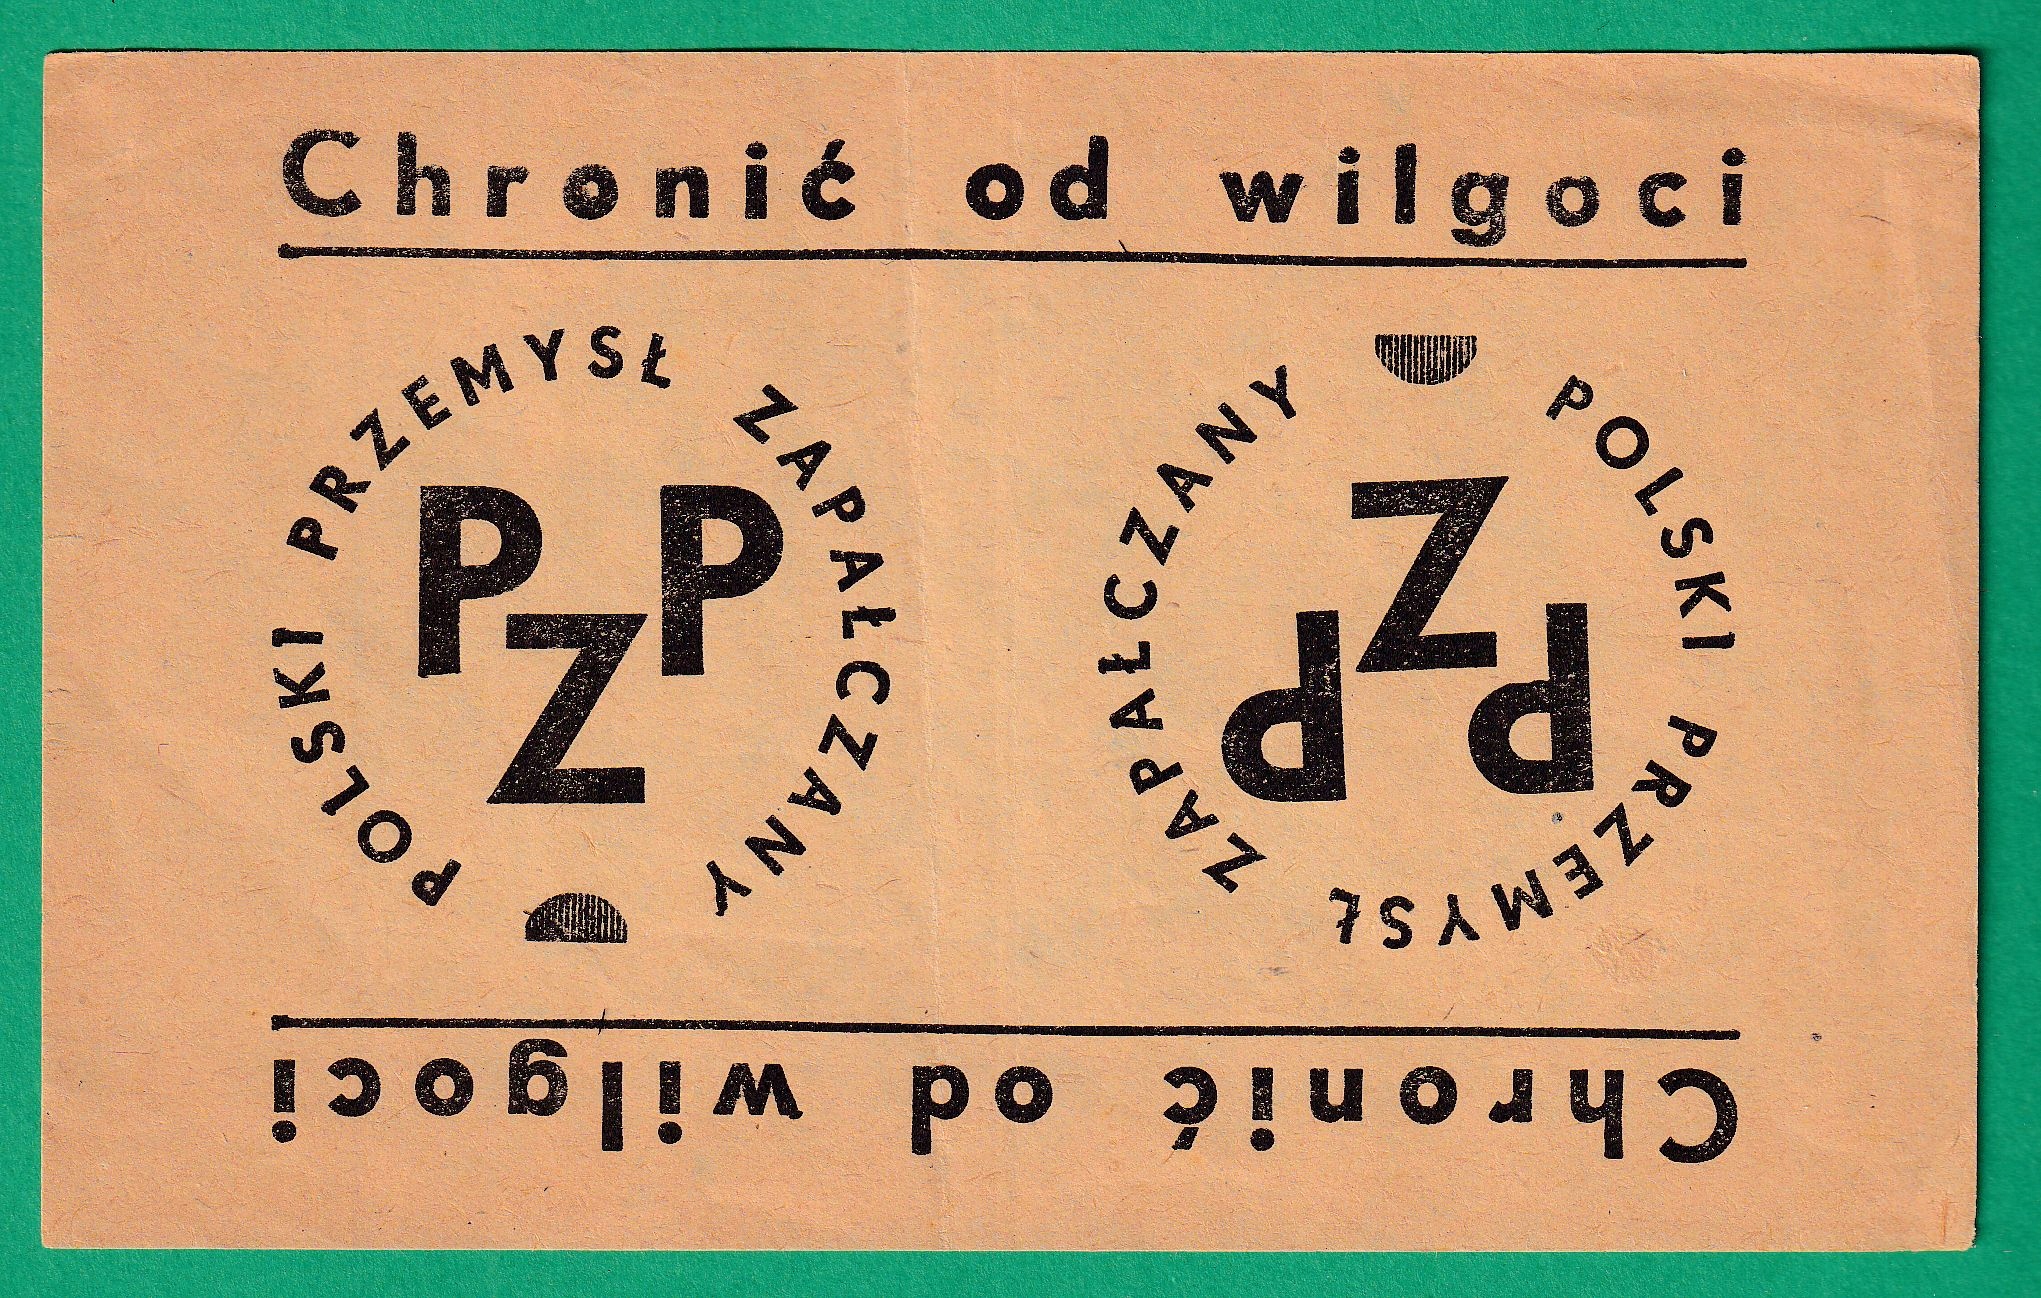 Chronić od wilgoci
POLSKI PRZEMYSŁ ZAPAŁCZANY
PZP
POLSKI PRZEMYSŁ ZAPAŁCZANY
PZP
Chronić od wilgoci